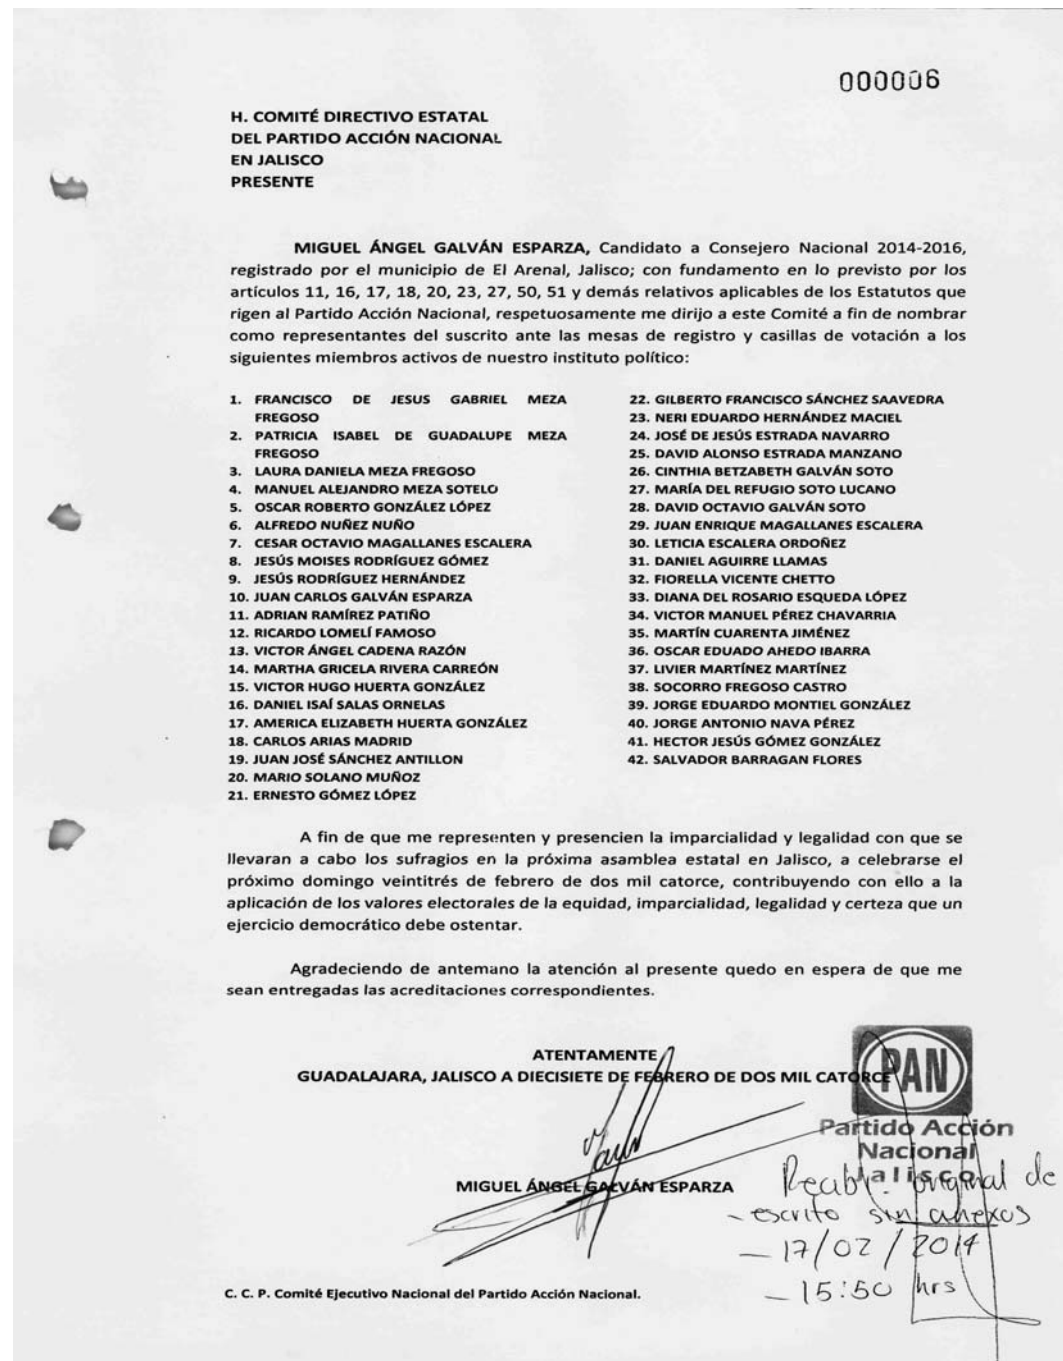 000006
H. COMITÉ DIRECTIVO ESTATAL
DEL PARTIDO ACCIÓN NACIONAL
EN JALISCO
PRESENTE
MIGUEL ÁNGEL GALVÁN ESPARZA, Candidato a Consejero Nacional 2014-2016,
registrado por el municipio de El Arenal, Jalisco; con fundamento en lo previsto por los
artículos 11, 16, 17, 18, 20, 23, 27, 50, 51 y demás relativos aplicables de los Estatutos que
rigen al Partido Acción Nacional, respetuosamente me dirijo a este Comité a fin de nombrar
como representantes del suscrito ante las mesas de registro y casillas de votación a los
siguientes miembros activos de nuestro instituto político:
1. FRANCISCO DE JESUS GABRIEL MEZA
FREGOSO
2. PATRICIA ISABEL DE GUADALUPE MEZA
FREGOSO
3. LAURA DANIELA MEZA FREGOSO
4. MANUEL ALEJANDRO MEZA SOTELO
5. OSCAR ROBERTO GONZÁLEZ LÓPEZ
6. ALFREDO NUÑEZ NUÑO
7. CESAR OCTAVIO MAGALLANES ESCALERA
8. JESÚS MOISES RODRÍGUEZ GÓMEZ
9. JESÚS RODRÍGUEZ HERNÁNDEZ
10. JUAN CARLOS GALVÁN ESPARZA
11. ADRIAN RAMÍREZ PATIÑO
12. RICARDO LOMELÍ FAMOSO
13. VICTOR ÁNGEL CADENA RAZÓN
14. MARTHA GRICELA RIVERA CARREÓN
15. VICTOR HUGO HUERTA GONZÁLEZ
16. DANIEL ISAÍ SALAS ORNELAS
17. AMERICA ELIZABETH HUERTA GONZÁLEZ
18. CARLOS ARIAS MADRID
19. JUAN JOSÉ SÁNCHEZ ANTILLON
20. MARIO SOLANO MUÑOZ
21. ERNESTO GÓMEZ LÓPEZ
22. GILBERTO FRANCISCO SÁNCHEZ SAAVEDRA
23. NERI EDUARDO HERNÁNDEZ MACIEL
24. JOSÉ DE JESÚS ESTRADA NAVARRO
25. DAVID ALONSO ESTRADA MANZANO
26. CINTHIA BETZABETH GALVÁN SOTO
27. MARÍA DEL REFUGIO SOTO LUCANO
28. DAVID OCTAVIO GALVÁN SOTO
29. JUAN ENRIQUE MAGALLANES ESCALERA
30. LETICIA ESCALERA ORDOÑEZ
31. DANIEL AGUIRRE LLAMAS
32. FIORELLA VICENTE CHETTO
33. DIANA DEL ROSARIO ESQUEDA LÓPEZ
34. VICTOR MANUEL PÉREZ CHAVARRIA
35. MARTÍN CUARENTA JIMÉNEZ
36. OSCAR EDUADO AHEDO IBARRA
37. LIVIER MARTÍNEZ MARTÍNEZ
38. SOCORRO FREGOSO CASTRO
39. JORGE EDUARDO MONTIEL GONZÁLEZ
40. JORGE ANTONIO NAVA PÉREZ
41. HECTOR JESÚS GÓMEZ GONZÁLEZ
42. SALVADOR BARRAGAN FLORES
A fin de que me representen y presencien la imparcialidad y legalidad con que se
llevaran a cabo los sufragios en la próxima asamblea estatal en Jalisco, a celebrarse el
próximo domingo veintitrés de febrero de dos mil catorce, contribuyendo con ello a la
aplicación de los valores electorales de la equidad, imparcialidad, legalidad y certeza que un
ejercicio democrático debe ostentar.
Agradeciendo de antemano la atención al presente quedo en espera de que me
sean entregadas las acreditaciones correspondientes.
ATENTAMENTE
GUADALAJARA, JALISCO A DIECISIETE DE FEBRERO DE DOS MIL CATORCE
PAN
Partido Acción
Nacional
Jalisco
MIGUEL ÁNGEL GALVÁN ESPARZA
Recibí: original de
- escrito sin anexos
- 17/02/2014
- 15:50 hrs
C. C. P. Comité Ejecutivo Nacional del Partido Acción Nacional.